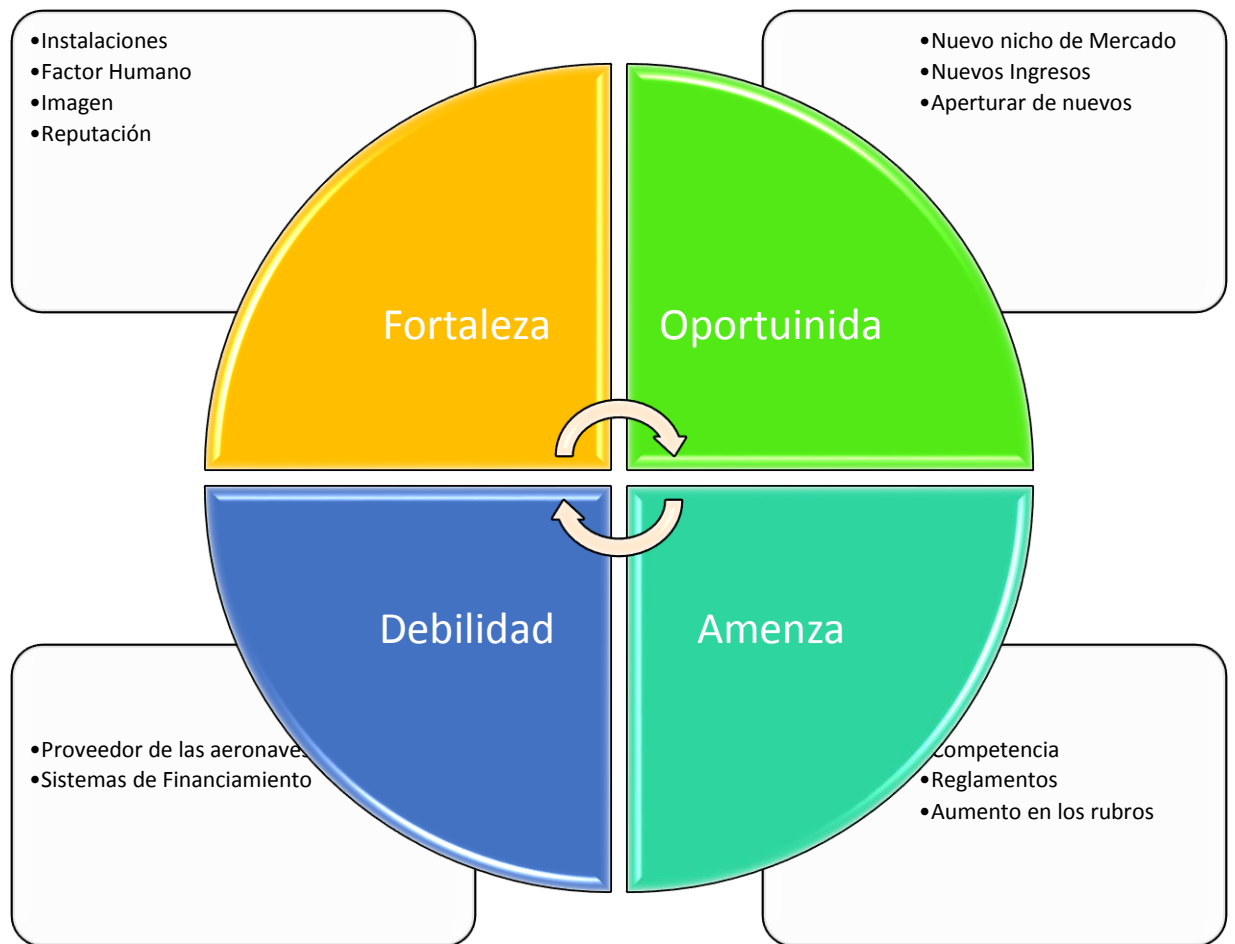 •Instalaciones
•Factor Humano
•Imagen
•Reputación
•Nuevo nicho de Mercado
•Nuevos Ingresos
•Aperturar de nuevos
Fortaleza
Oportuinida
Debilidad
Amenza
•Proveedor de las aeronaves
•Sistemas de Financiamiento
Competencia
•Reglamentos
•Aumento en los rubros